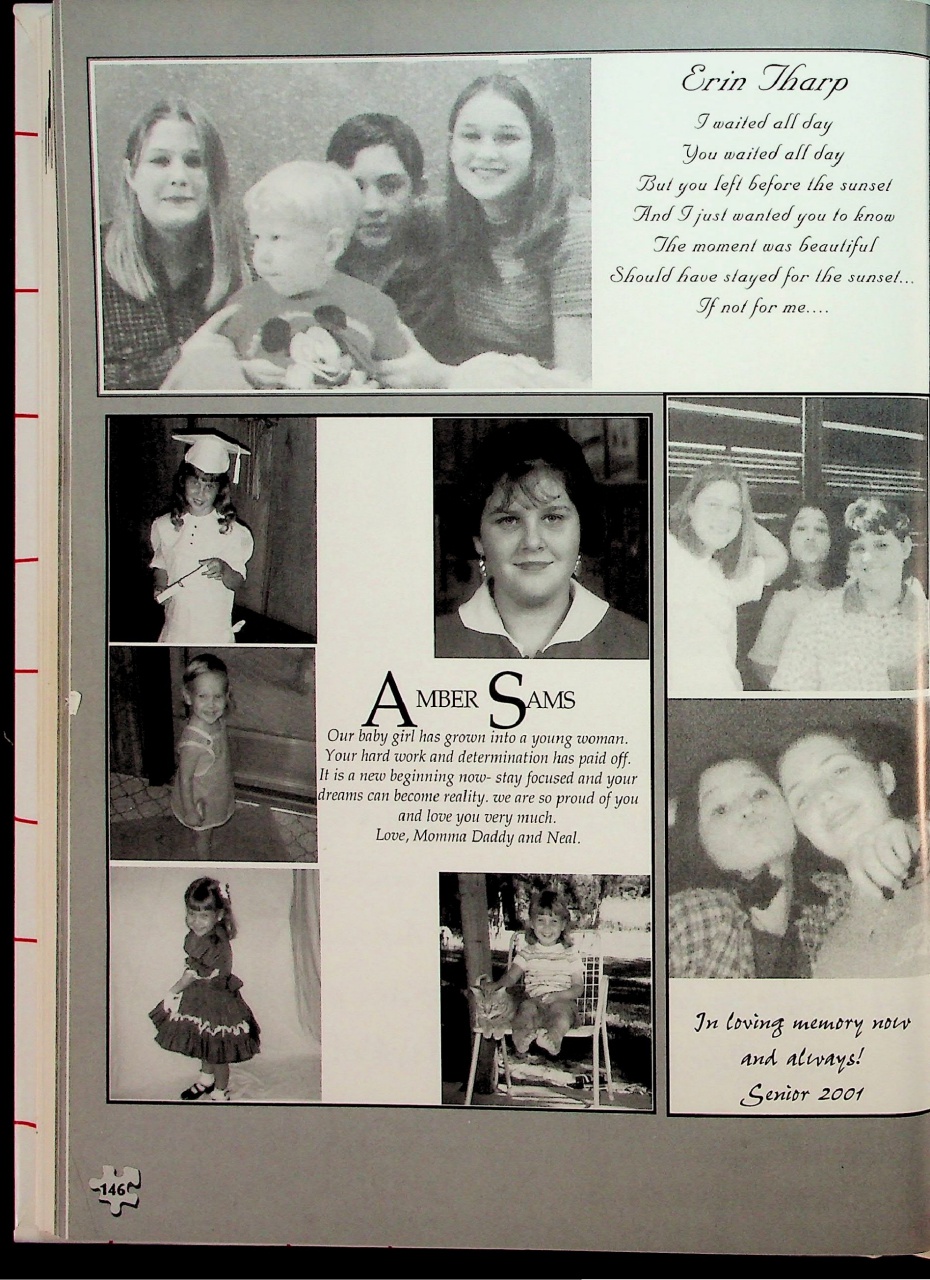 Erin Tharp
I waited all day
You waited all day
But you left before the sunset
And I just wanted you to know
The moment was beautiful
Should have stayed for the sunset...
If not for me....
AMBER SAMS
Our baby girl has grown into a young woman.
Your hard work and determination has paid off.
It is a new beginning now- stay focused and your
dreams can become reality. we are so proud of you
and love you very much.
Love, Momma Daddy and Neal.
In loving memory now
and always!
Senior 2001
146